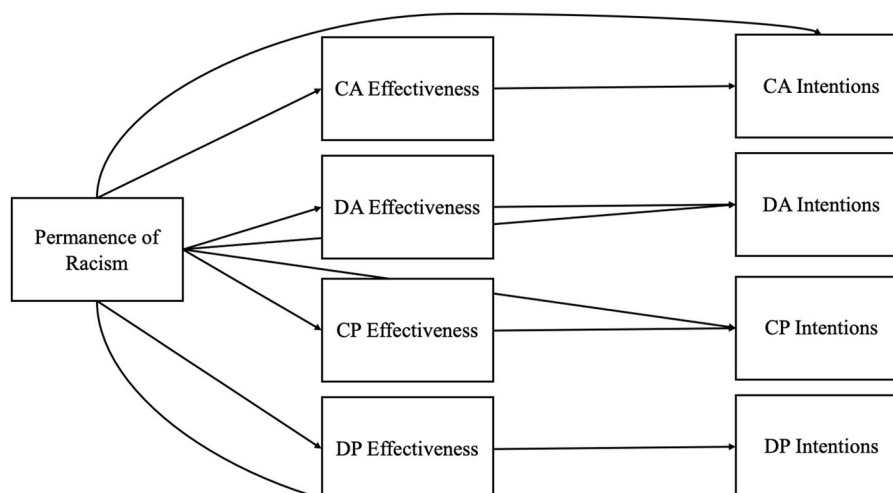 CA Effectiveness
CA Intentions
DA Effectiveness
DA Intentions
Permanence of
Racism
CP Effectiveness
CP Intentions
DP Effectiveness
DP Intentions